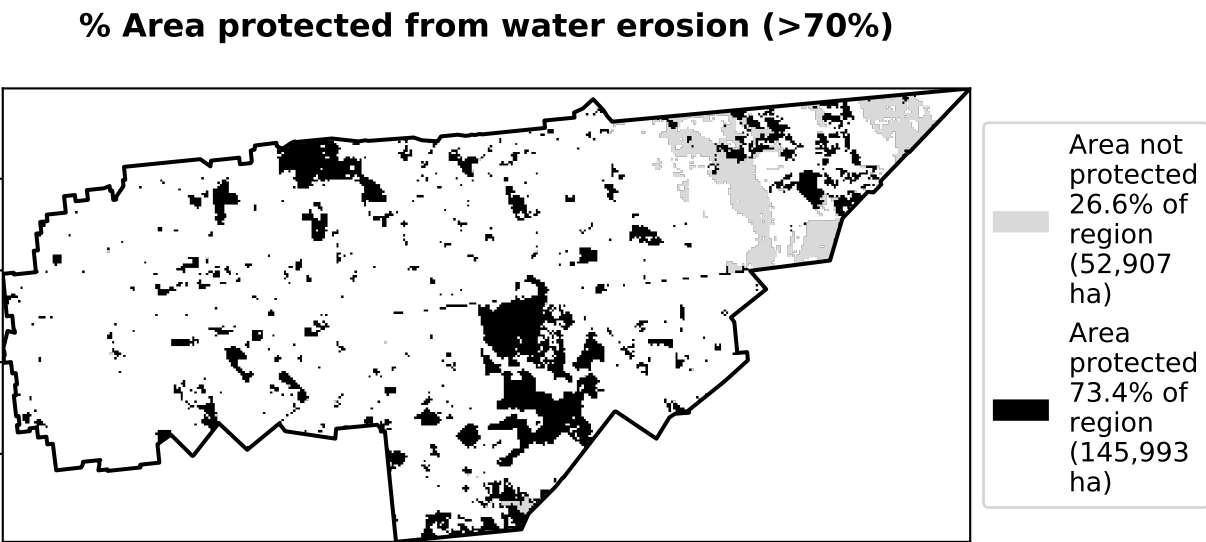 % Area protected from water erosion (>70%)
Area not
protected
26.6% of
region
(52,907
ha)
Area
protected
73.4% of
region
(145,993
ha)